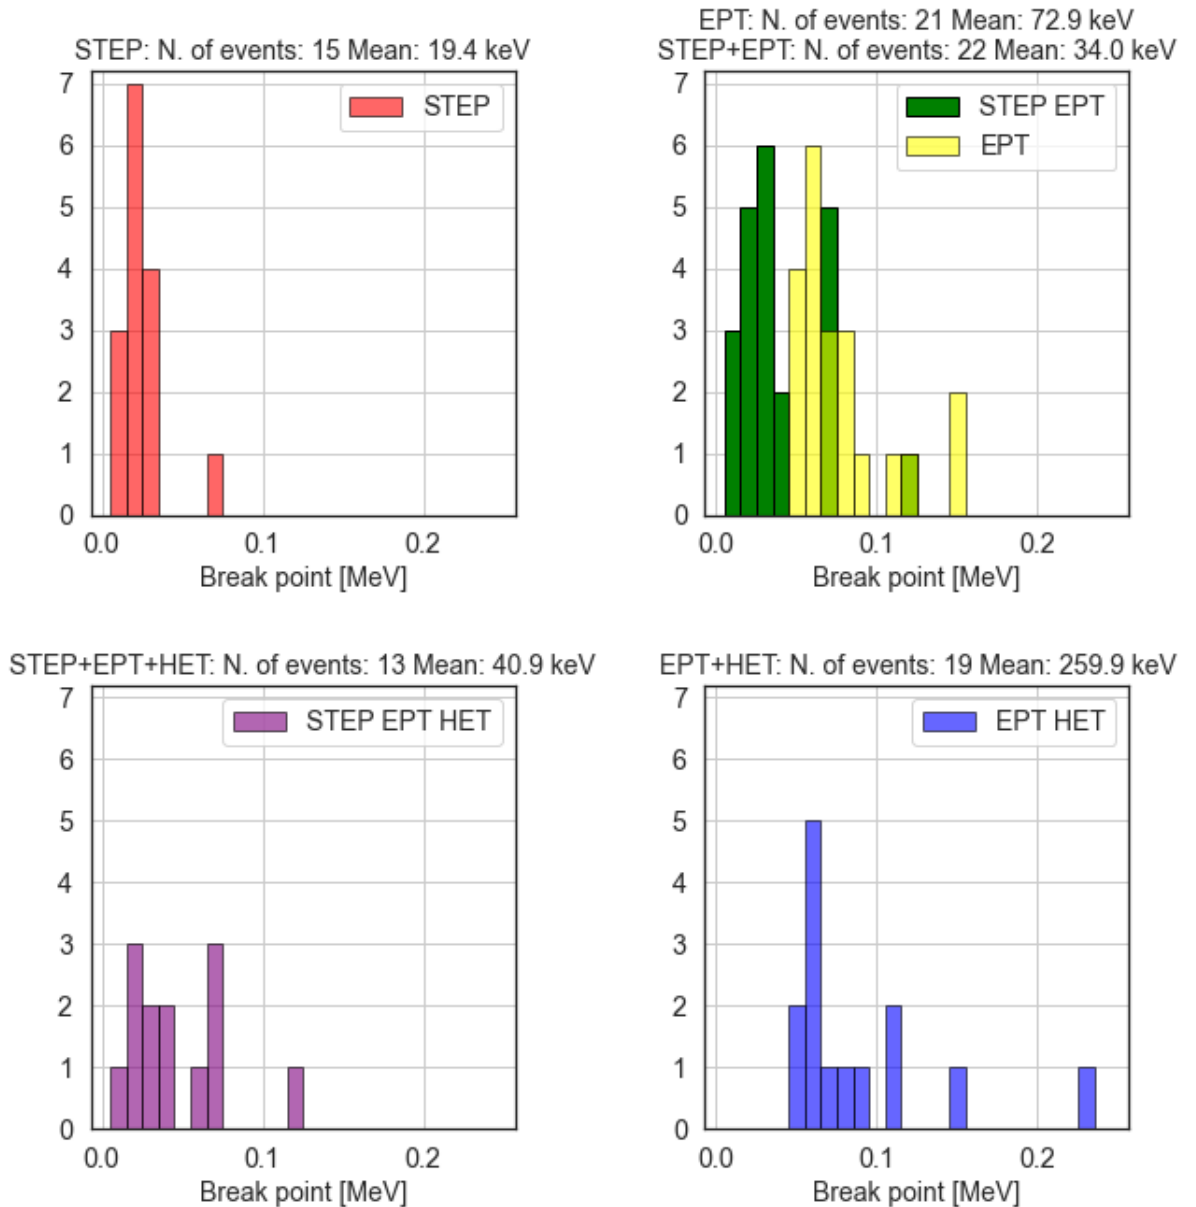 STEP: N. of events: 15 Mean: 19.4 keV
7
6
5
4
3
2
1
0
0.0 0.1 0.2
Break point [MeV]
STEP
EPT: N. of events: 21 Mean: 72.9 keV
STEP+EPT: N. of events: 22 Mean: 34.0 keV
7
6
5
4
3
2
1
0
0.0 0.1 0.2
Break point [MeV]
STEP EPT
EPT
STEP+EPT+HET: N. of events: 13 Mean: 40.9 keV
7
6
5
4
3
2
1
0
0.0 0.1 0.2
Break point [MeV]
STEP EPT HET
EPT+HET: N. of events: 19 Mean: 259.9 keV
7
6
5
4
3
2
1
0
0.0 0.1 0.2
Break point [MeV]
EPT HET